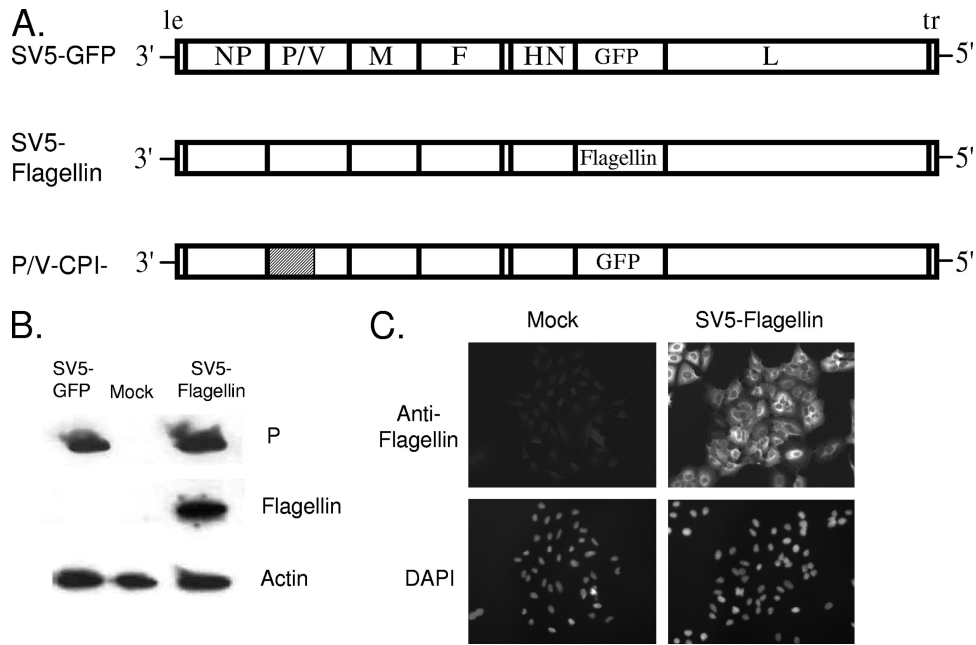 A.
le tr
SV5-GFP 3' NP P/V M F HN GFP L 5'
SV5-
Flagellin 3' Flagellin 5'
P/V-CPI- 3' GFP 5'
B.
SV5-
GFP Mock SV5-
Flagellin
P
Flagellin
Actin
C.
Mock SV5-Flagellin
Anti-
Flagellin
DAPI